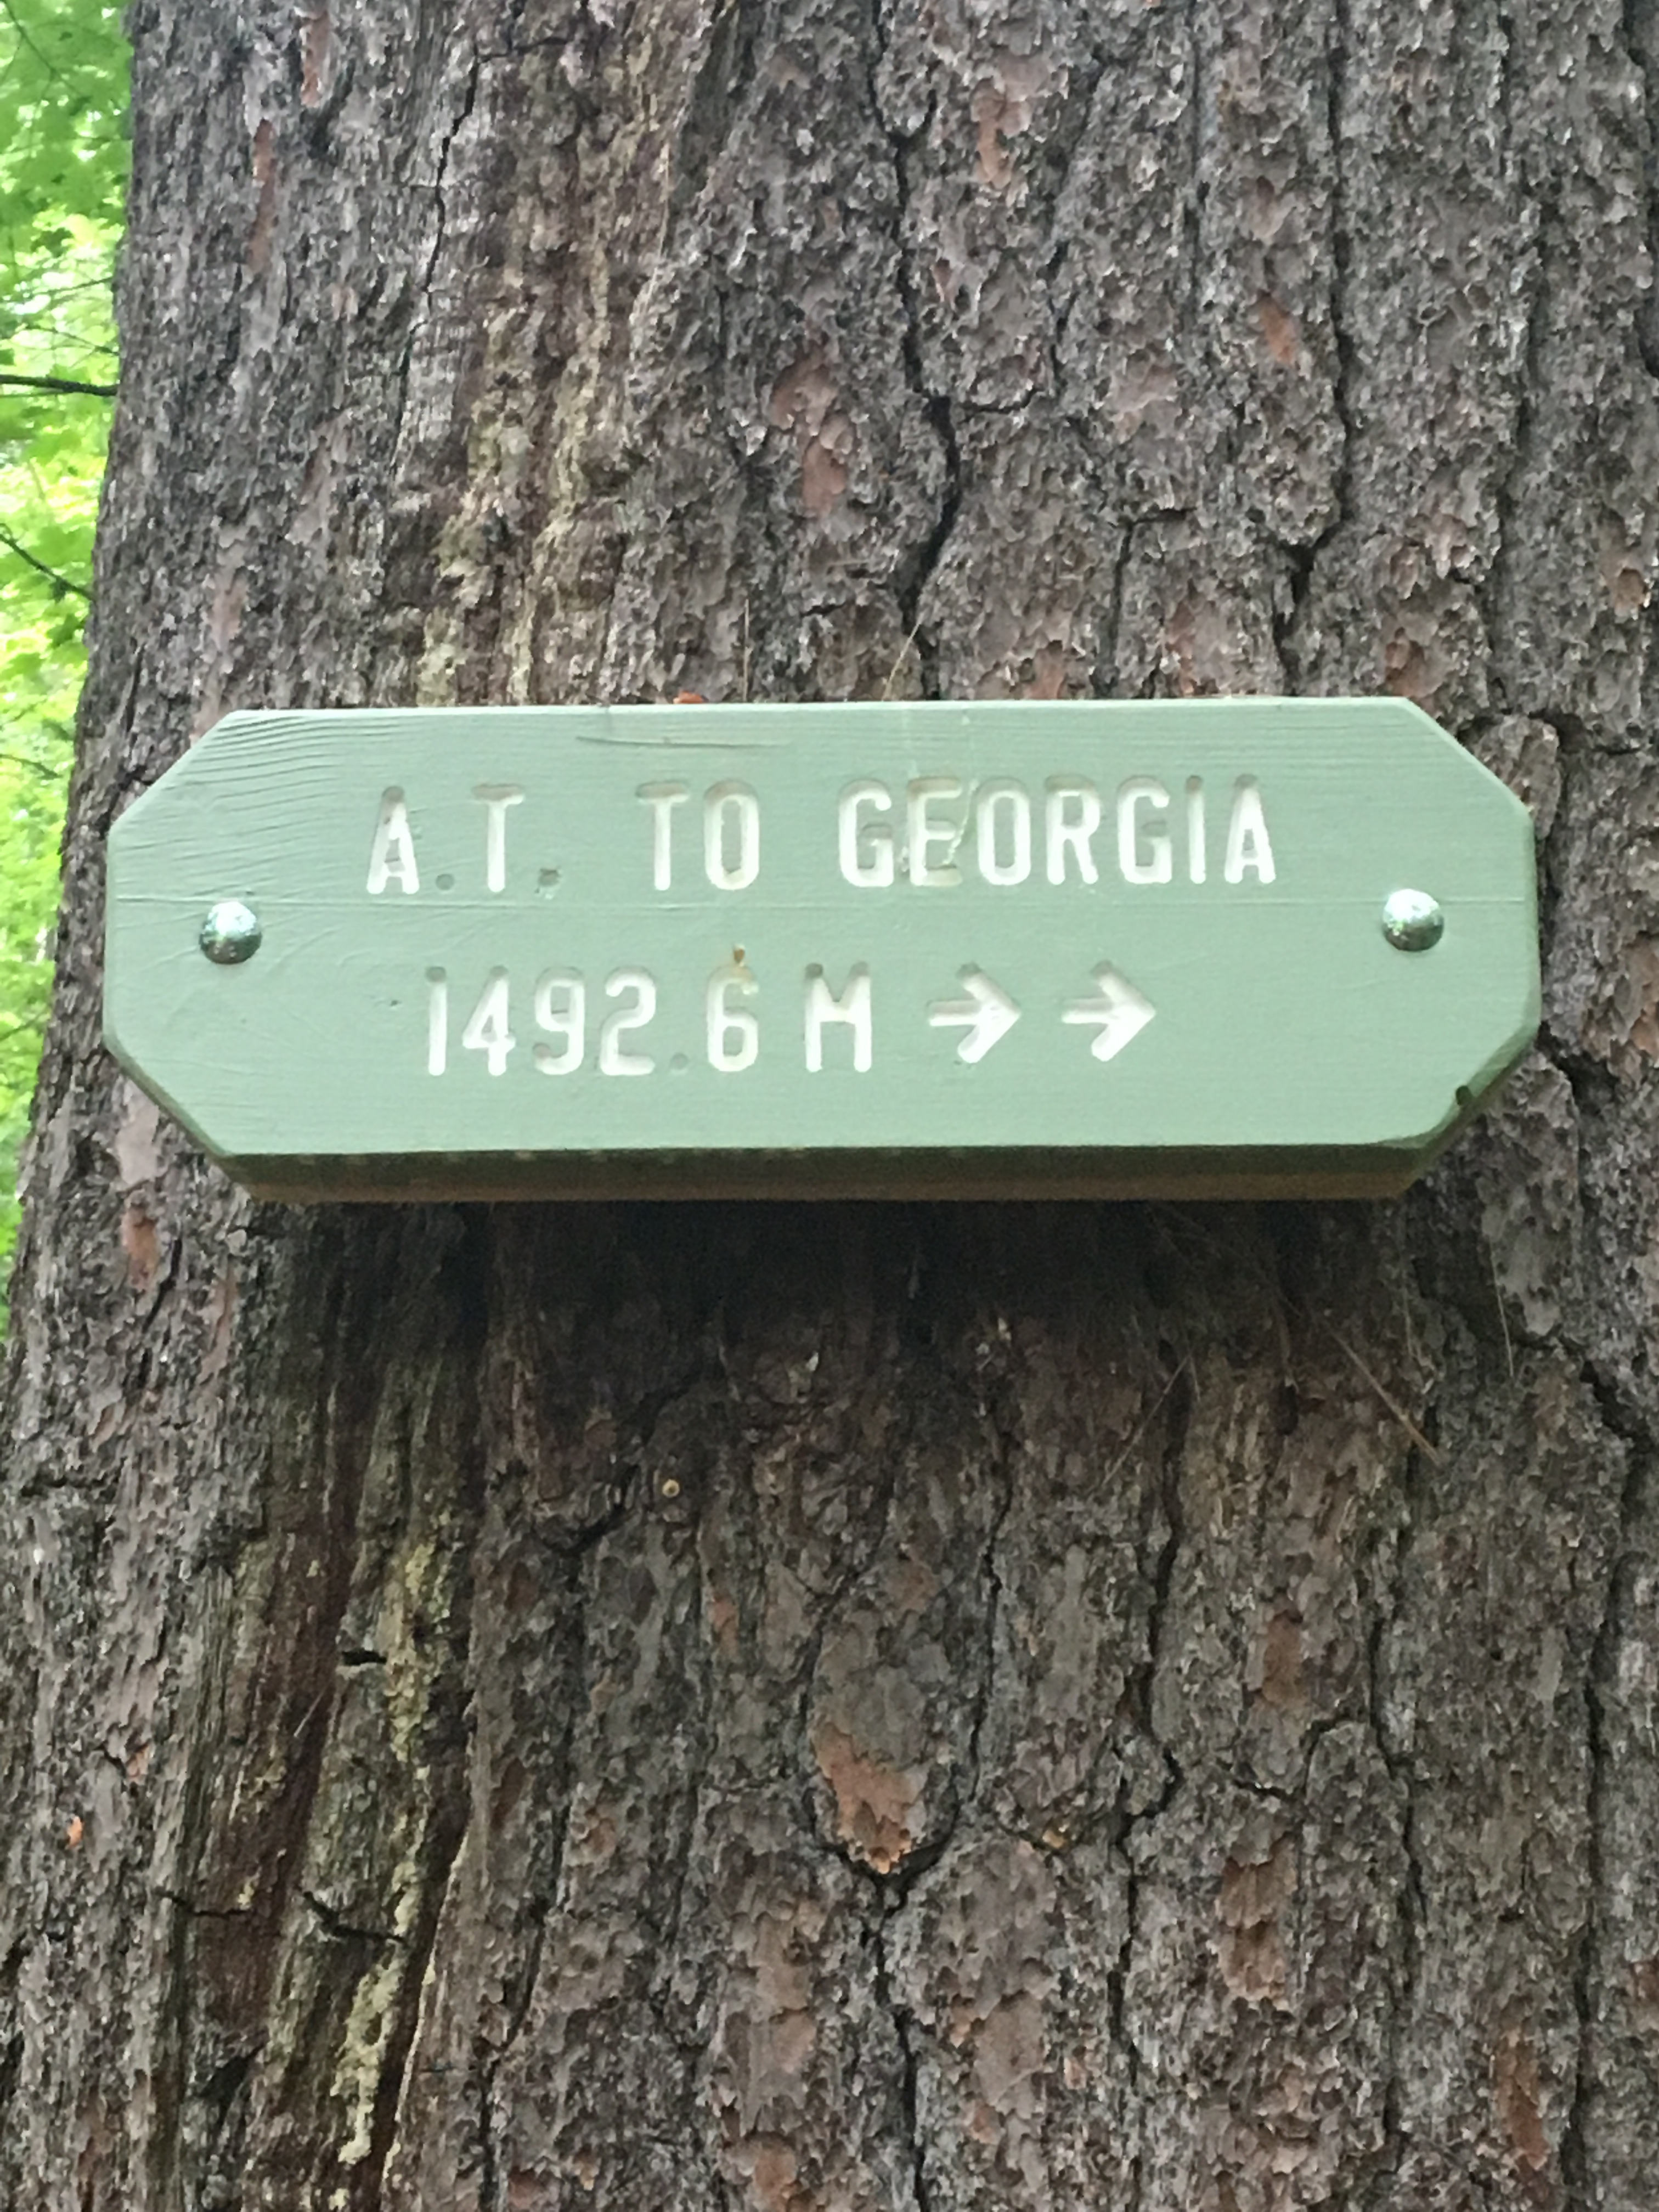 A.T. TO GEORGIA
1492.6 M →→